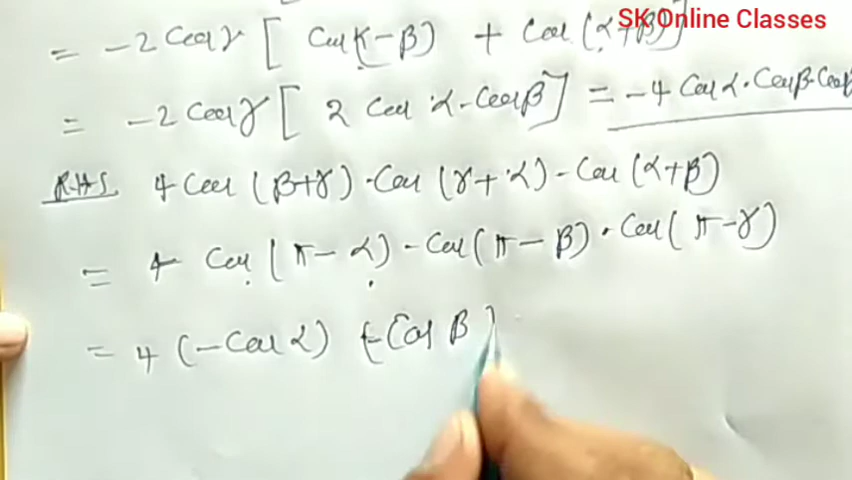 SK Online Classes
= -2 Cos γ [ Cos(α-β) + Cos (α+β)]
= -2 Cos γ [ 2 Cos α · Cos β ] = -4 Cos α · Cos β · Cos γ
RHS 4 Cos (β+γ) · Cos (γ+α) · Cos (α+β)
= 4 Cos (π-α) · Cos (π-β) · Cos (π-γ)
= 4 (-Cos α) (-Cos β)